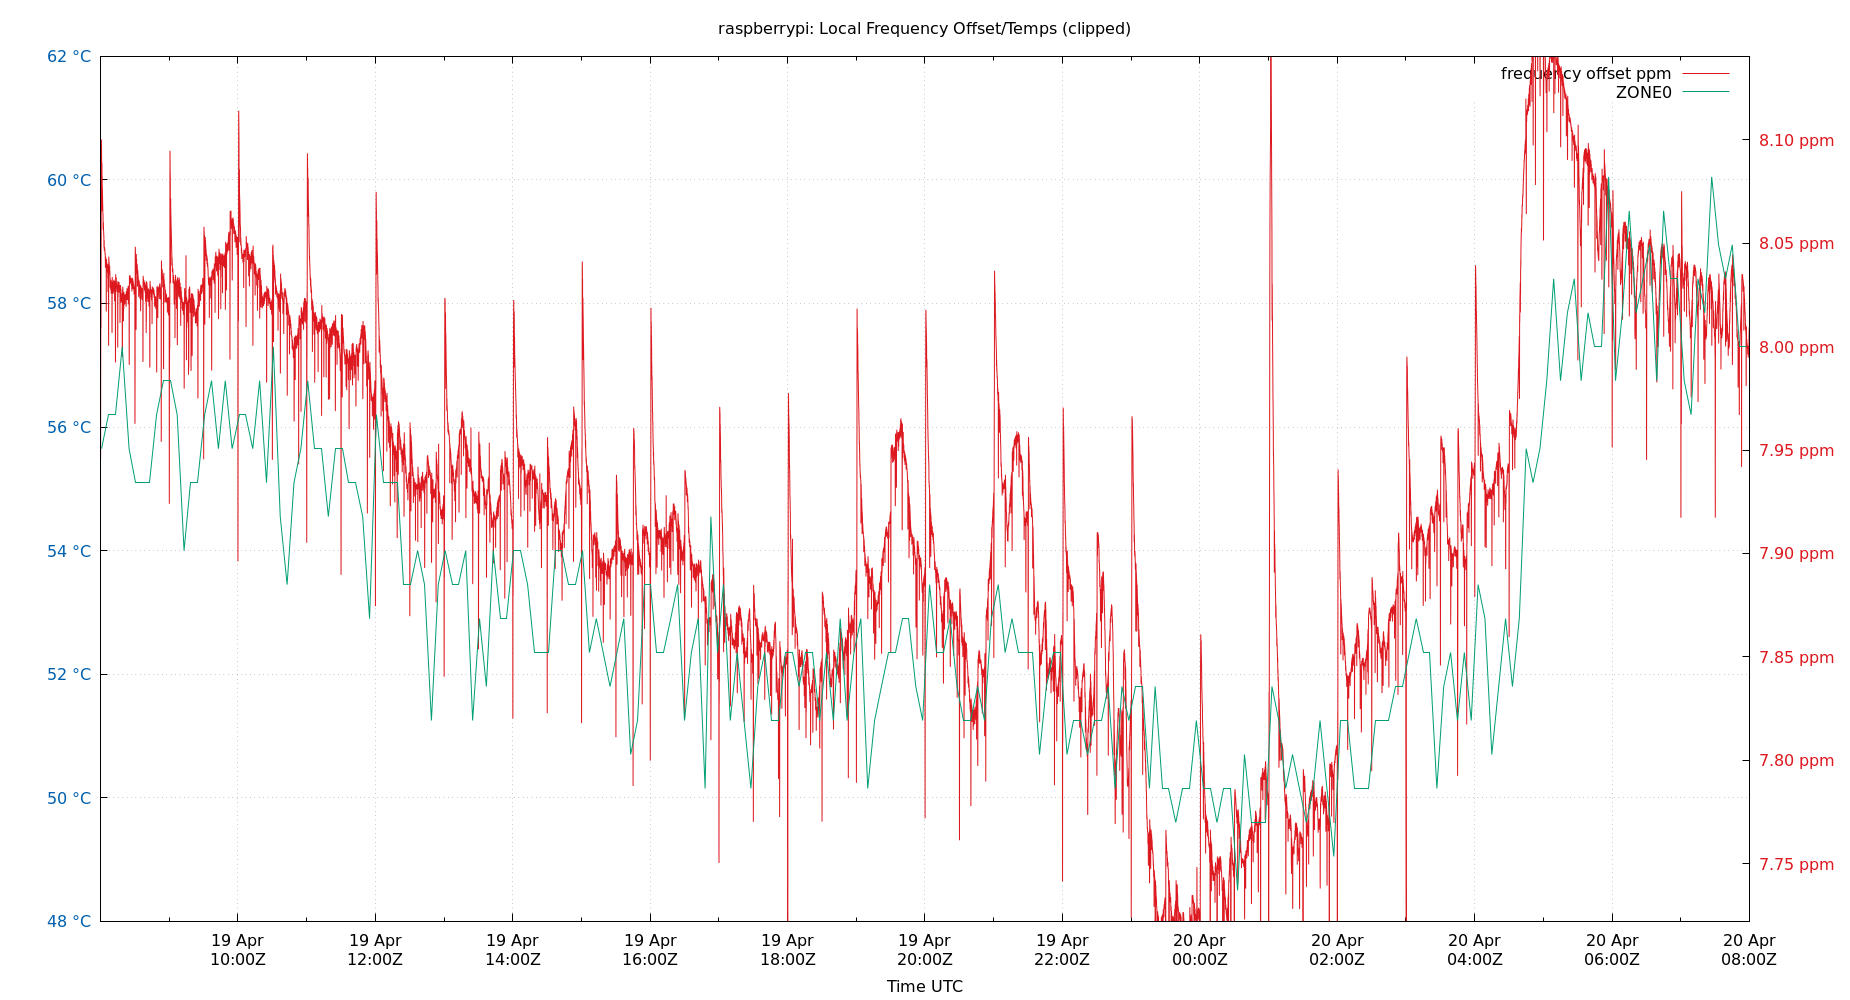 raspberrypi: Local Frequency Offset/Temps (clipped)
62 °C
60 °C
58 °C
56 °C
54 °C
52 °C
50 °C
48 °C
frequency offset ppm
ZONE0
8.10 ppm
8.05 ppm
8.00 ppm
7.95 ppm
7.90 ppm
7.85 ppm
7.80 ppm
7.75 ppm
19 Apr 19 Apr 19 Apr 19 Apr 19 Apr 19 Apr 19 Apr 20 Apr 20 Apr 20 Apr 20 Apr 20 Apr
10:00Z 12:00Z 14:00Z 16:00Z 18:00Z 20:00Z 22:00Z 00:00Z 02:00Z 04:00Z 06:00Z 08:00Z
Time UTC